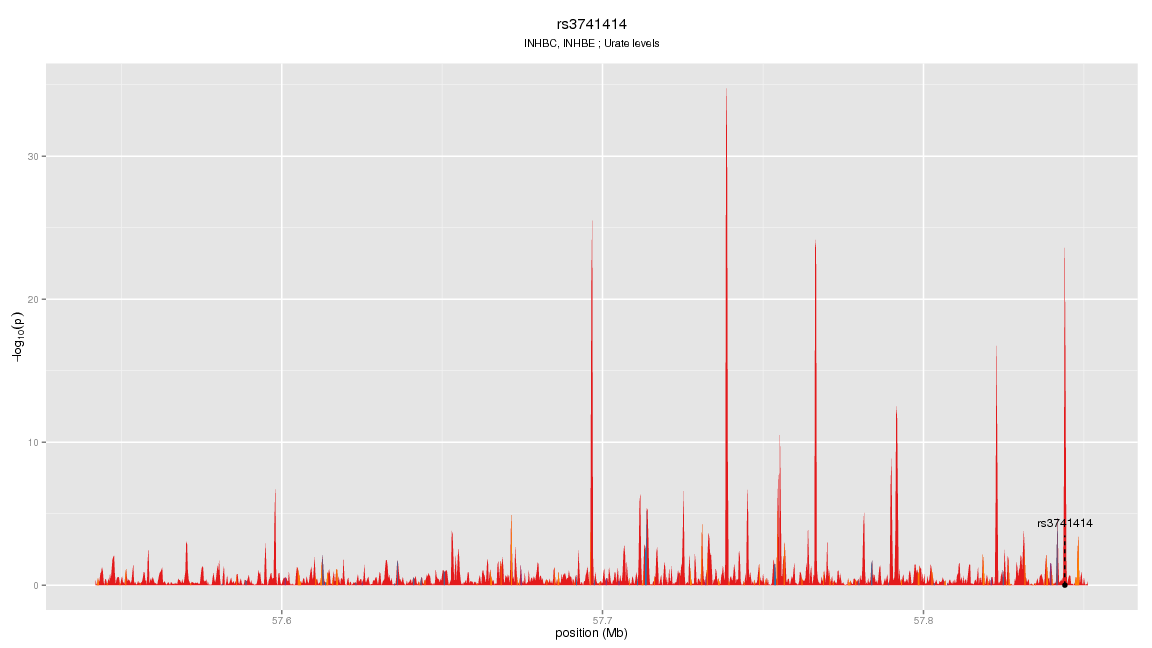 rs3741414
INHBC, INHBE ; Urate levels
−log10(p)
30
20
10
0
rs3741414
57.6
57.7
57.8
position (Mb)